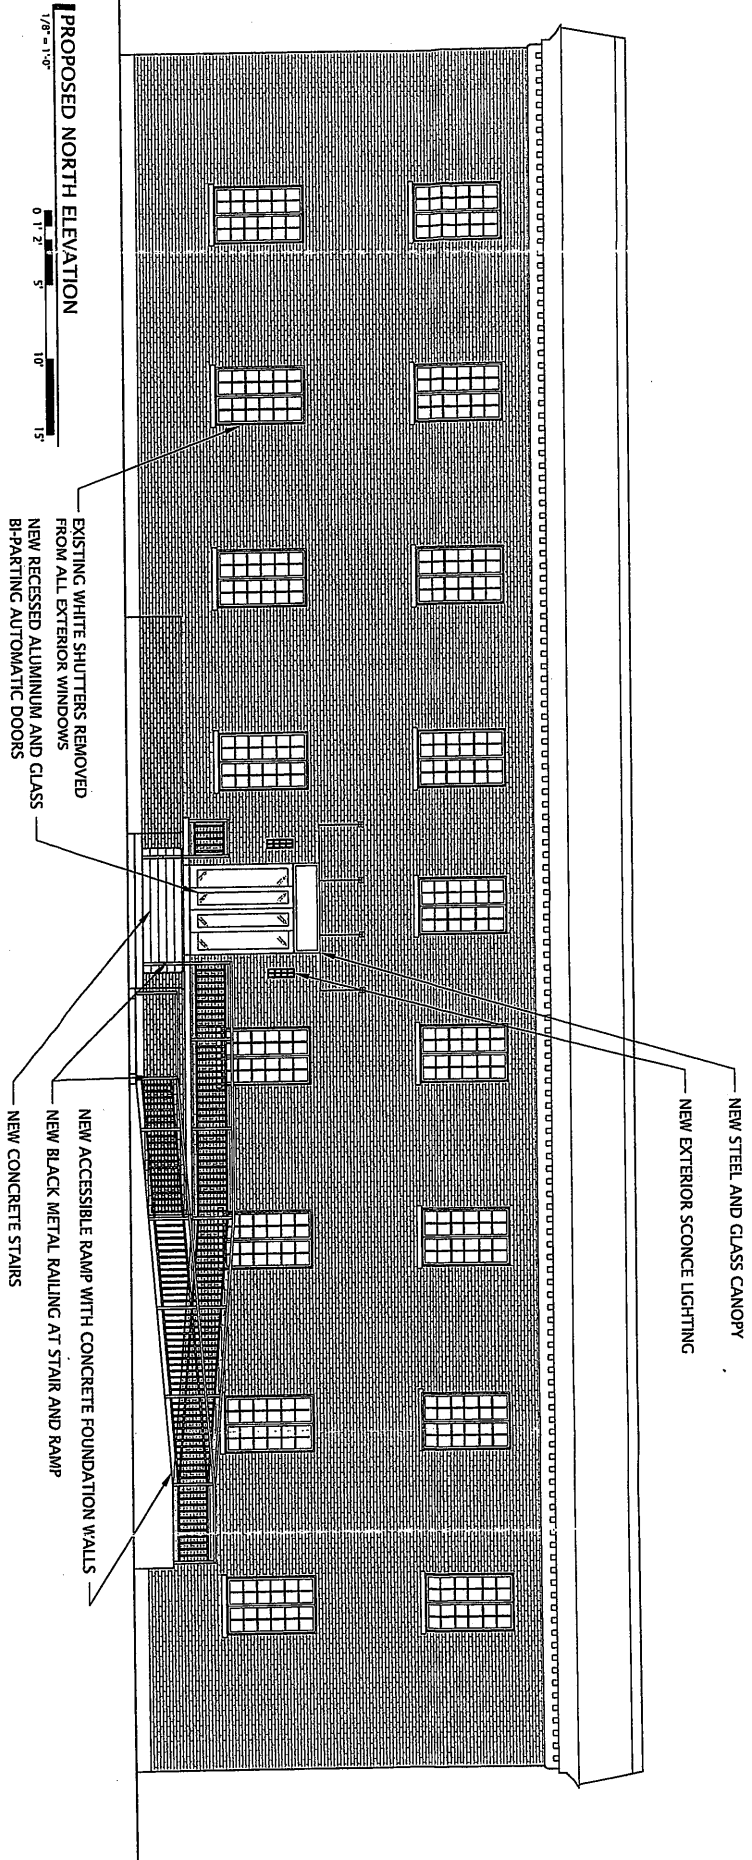 NEW STEEL AND GLASS CANOPY
NEW EXTERIOR SCONCE LIGHTING
EXISTING WHITE SHUTTERS REMOVED
FROM ALL EXTERIOR WINDOWS
NEW RECESSED ALUMINUM AND GLASS
BI-PARTING AUTOMATIC DOORS
NEW ACCESSIBLE RAMP WITH CONCRETE FOUNDATION WALLS
NEW BLACK METAL RAILING AT STAIR AND RAMP
NEW CONCRETE STAIRS
PROPOSED NORTH ELEVATION
1/8" = 1'-0"
0 1' 2' 5' 10' 15'